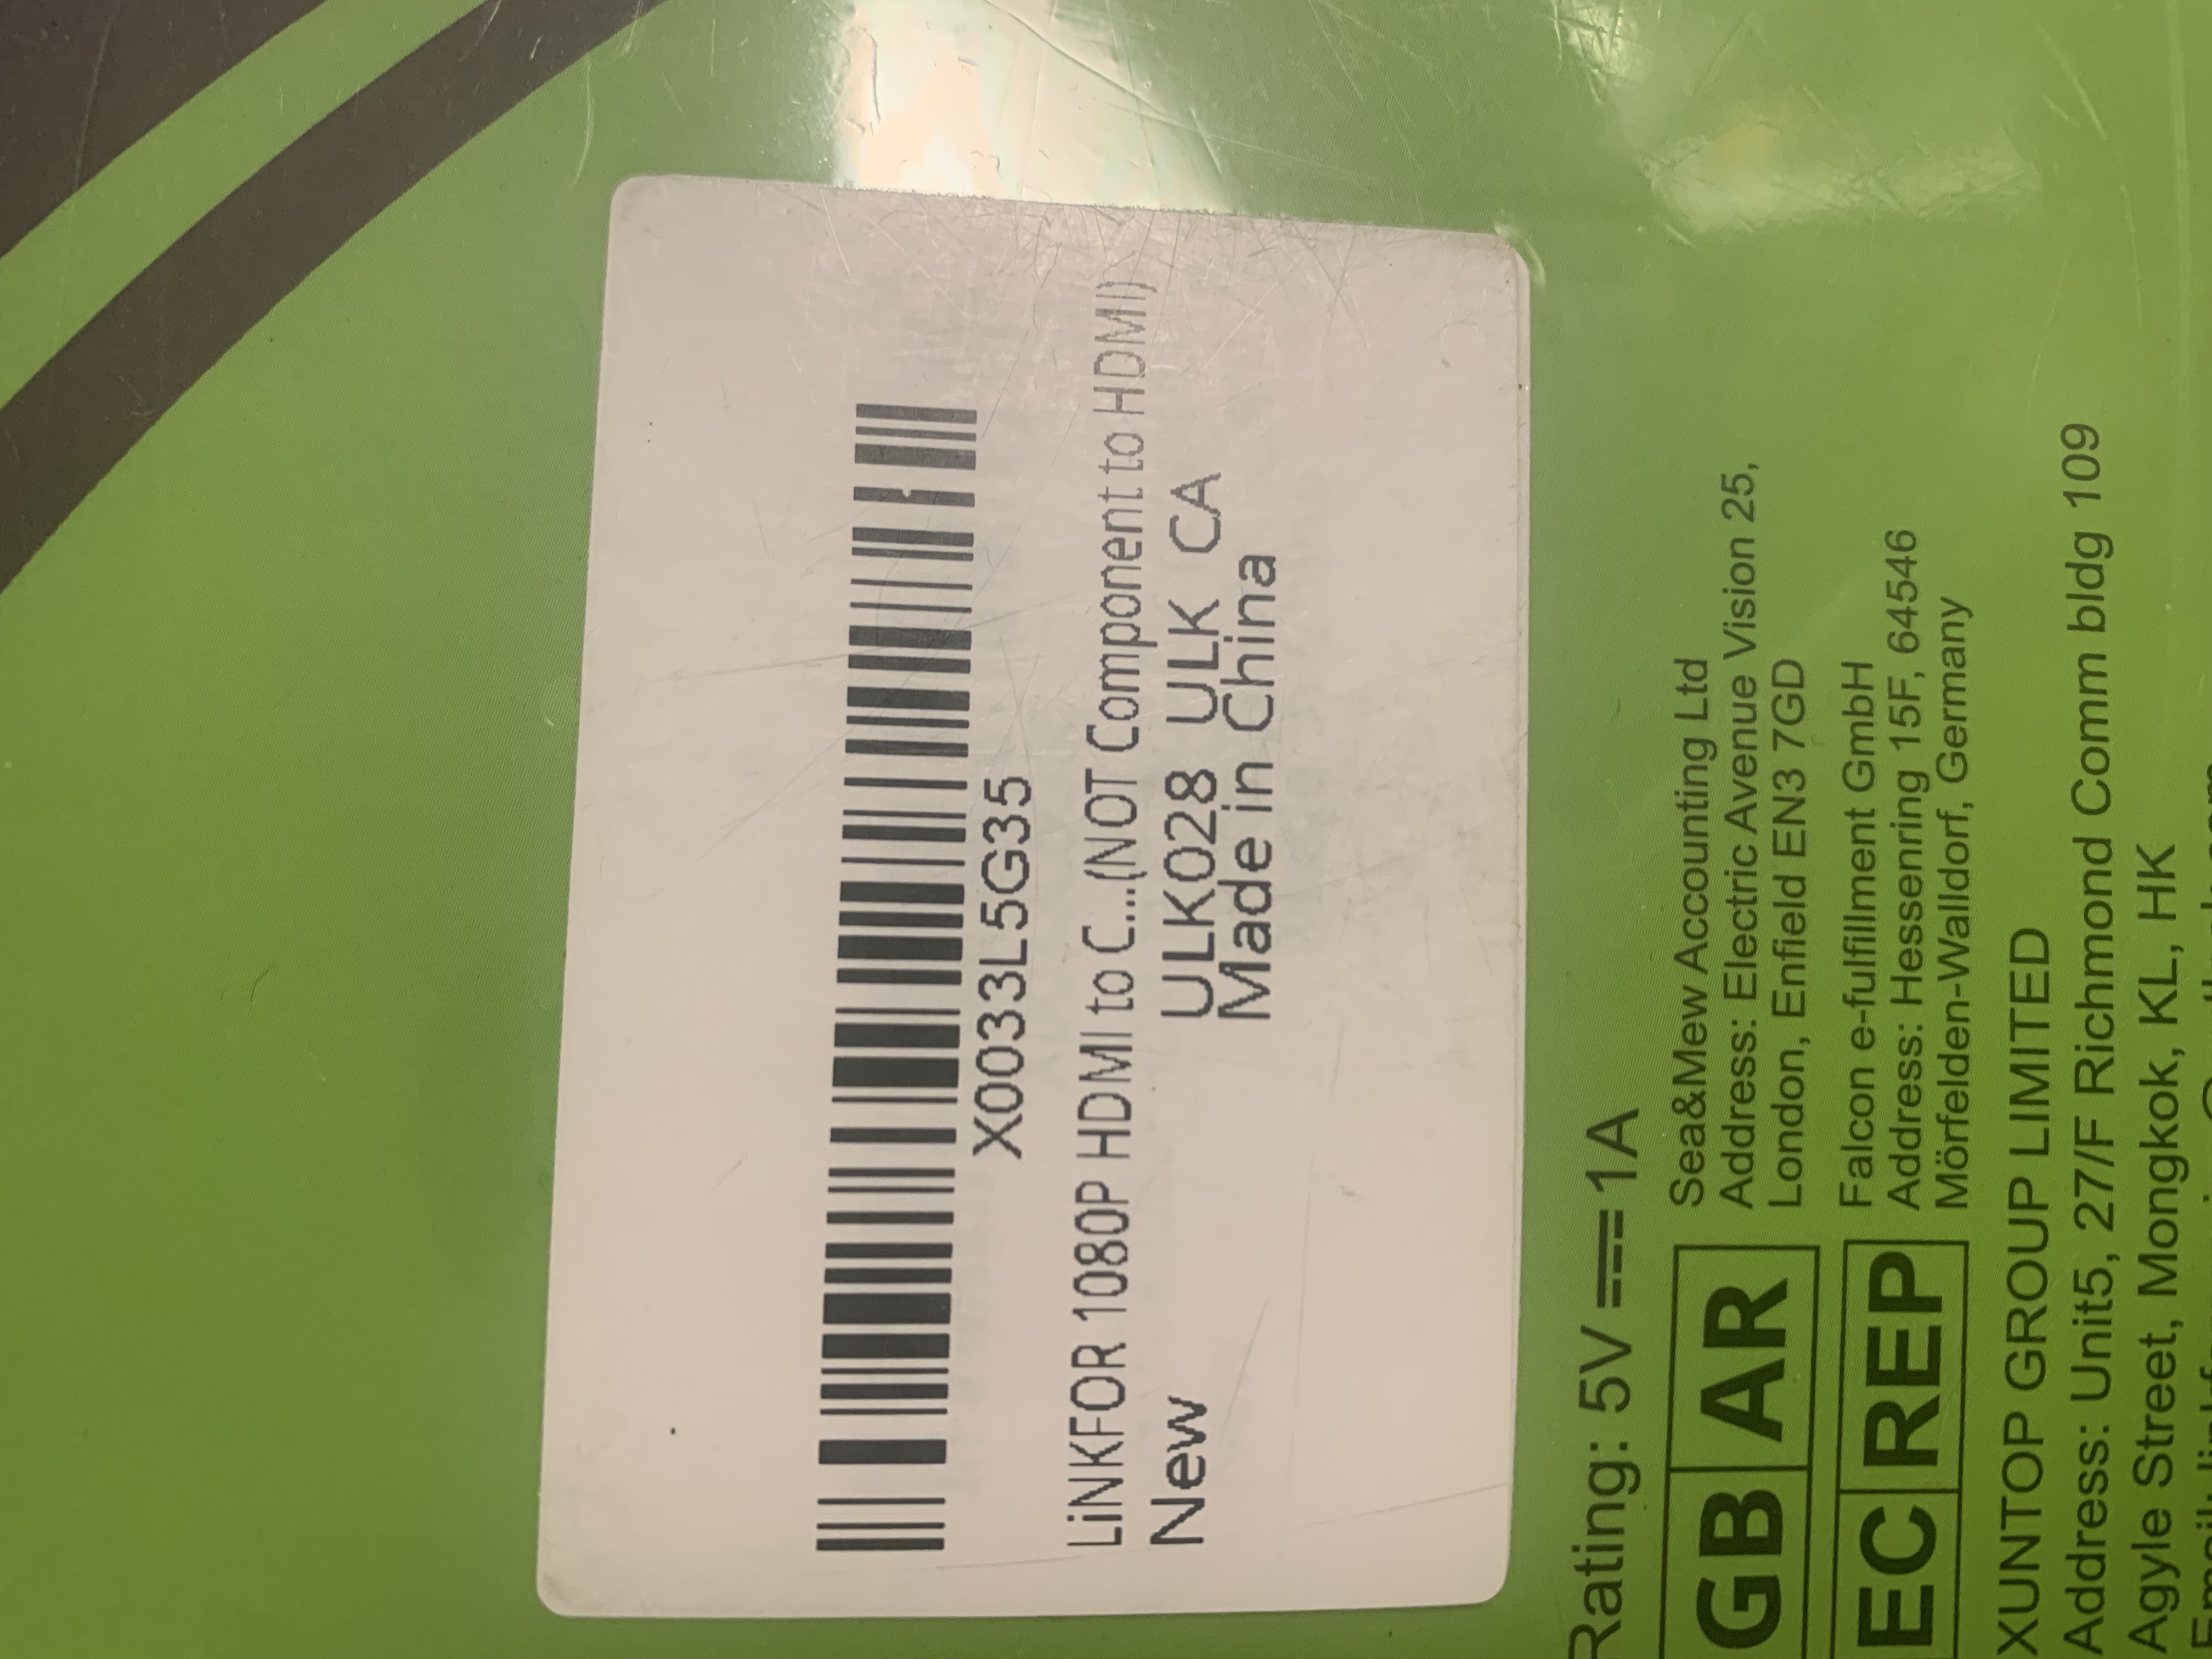 X0033L5G35
LiNKFOR 1080P HDMI to C...(NOT Component to HDMI)
New
ULK028 ULK CA
Made in China
Rating: 5V ⎓ 1A
GB AR
Sea&Mew Accounting Ltd
Address: Electric Avenue Vision 25,
London, Enfield EN3 7GD
EC REP
Falcon e-fulfillment GmbH
Address: Hessenring 15F, 64546
Mörfelden-Walldorf, Germany
XUNTOP GROUP LIMITED
Address: Unit5, 27/F Richmond Comm bldg 109
Agyle Street, Mongkok, KL, HK